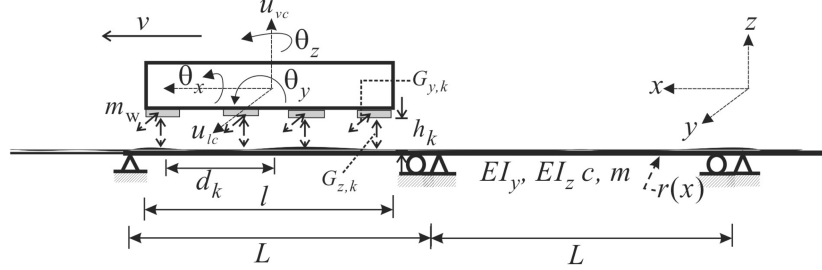 u_vc
v
θ_z
z
θ_x
θ_y
G_y,k
x
m_w
u_lc
h_k
y
d_k
G_z,k
EI_y, EI_z c, m
r(x)
l
L
L